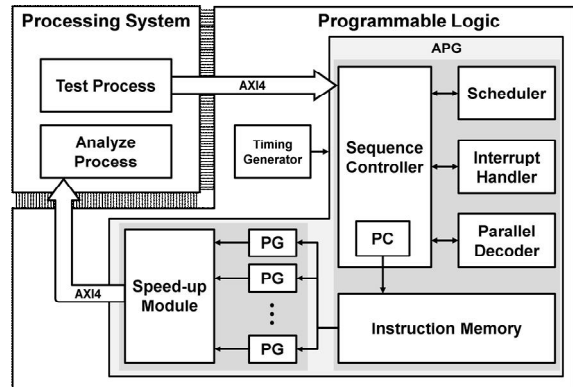 Processing System
Programmable Logic
APG
Test Process
AXI4
Scheduler
Analyze
Process
Timing
Generator
Sequence
Controller
Interrupt
Handler
PC
Parallel
Decoder
PG
Speed-up
Module
PG
AXI4
Instruction Memory
PG